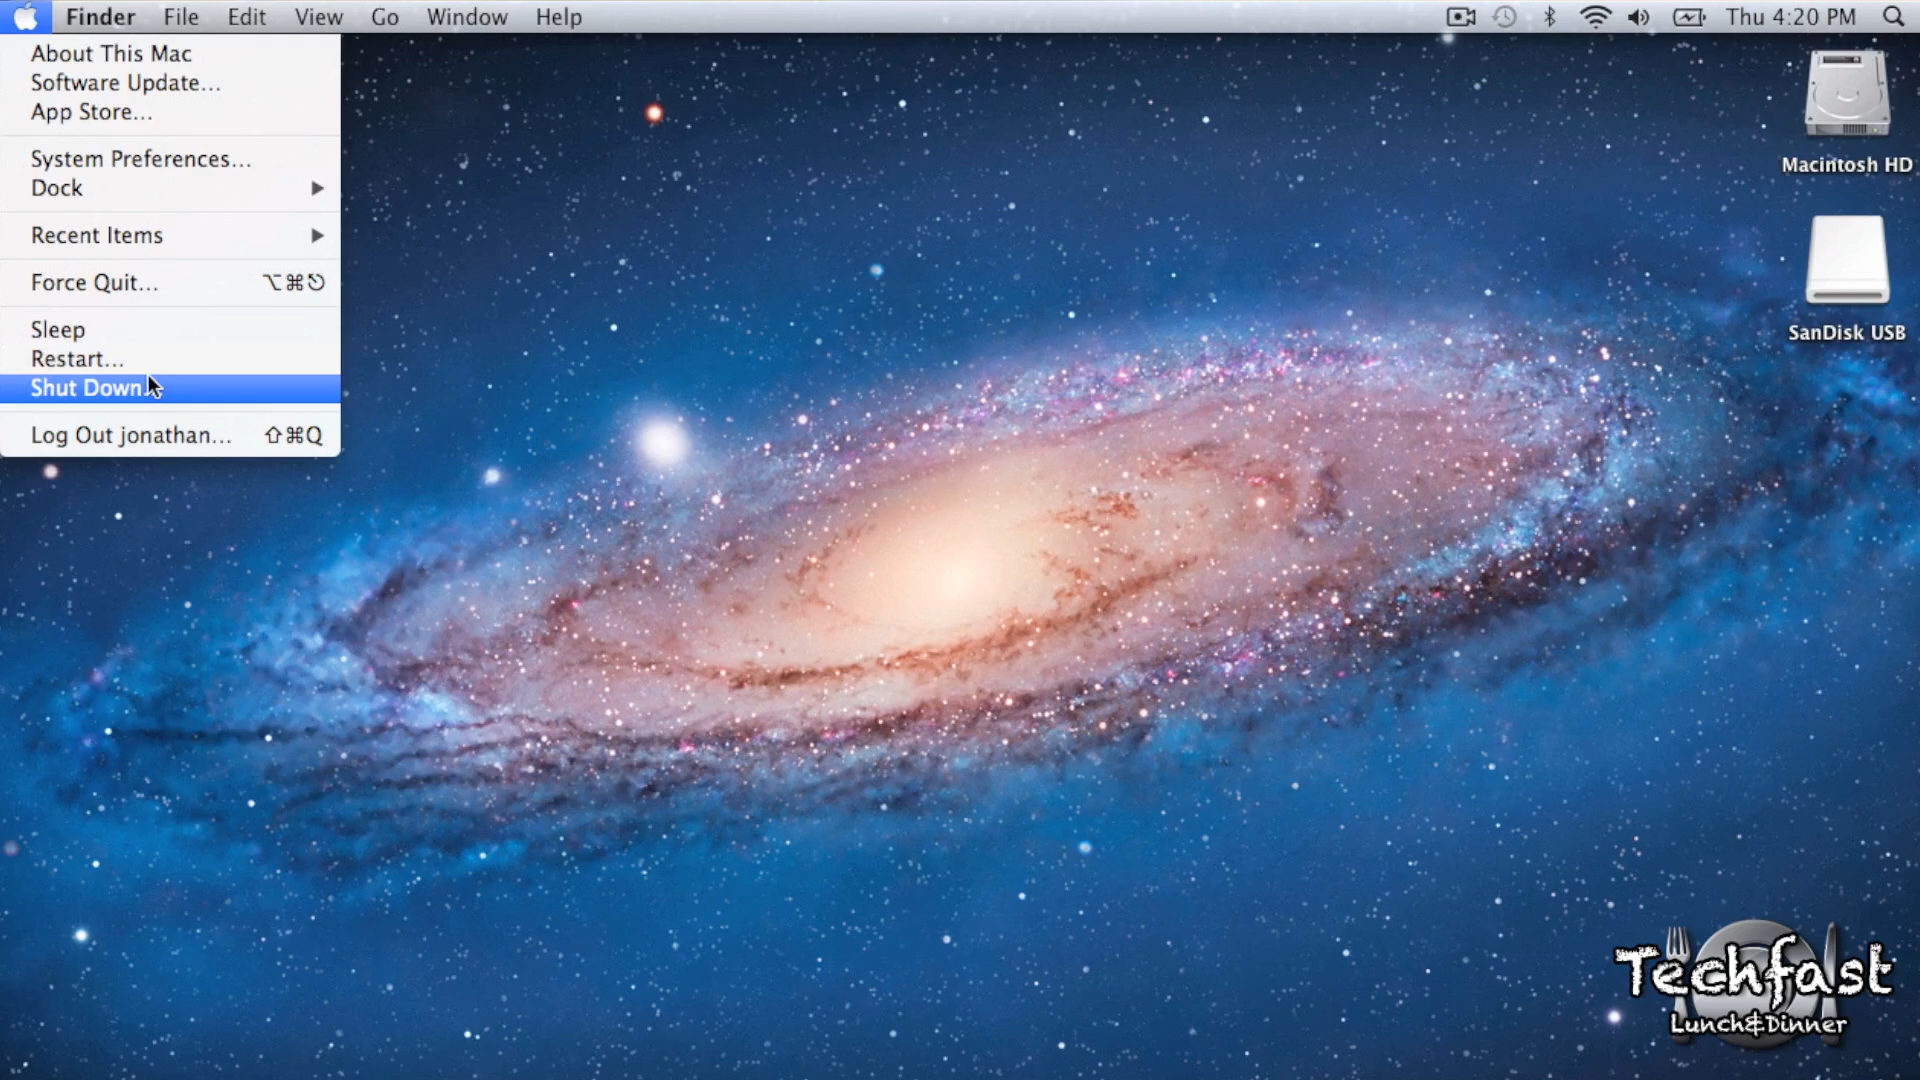 Finder File Edit View Go Window Help Thu 4:20 PM
About This Mac
Software Update...
App Store...
System Preferences...
Dock
Recent Items
Force Quit... ⌥⌘⎋
Sleep
Restart...
Shut Down...
Log Out jonathan... ⇧⌘Q
Macintosh HD
SanDisk USB
Techfast
Lunch&Dinner